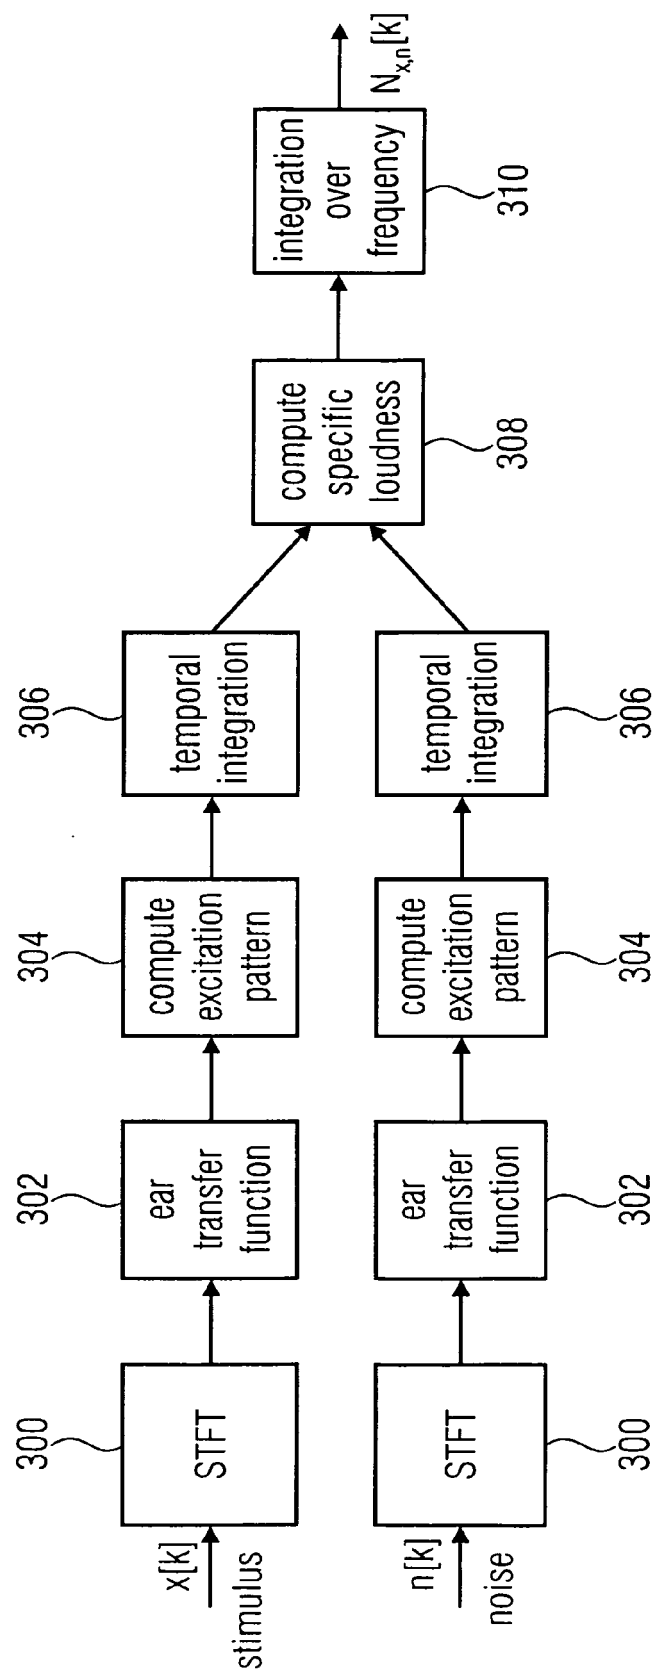 x[k]
stimulus
300
STFT
302
ear
transfer
function
304
compute
excitation
pattern
306
temporal
integration
n[k]
noise
STFT
300
ear
transfer
function
302
compute
excitation
pattern
304
temporal
integration
306
compute
specific
loudness
308
integration
over
frequency
310
Nx,n[k]